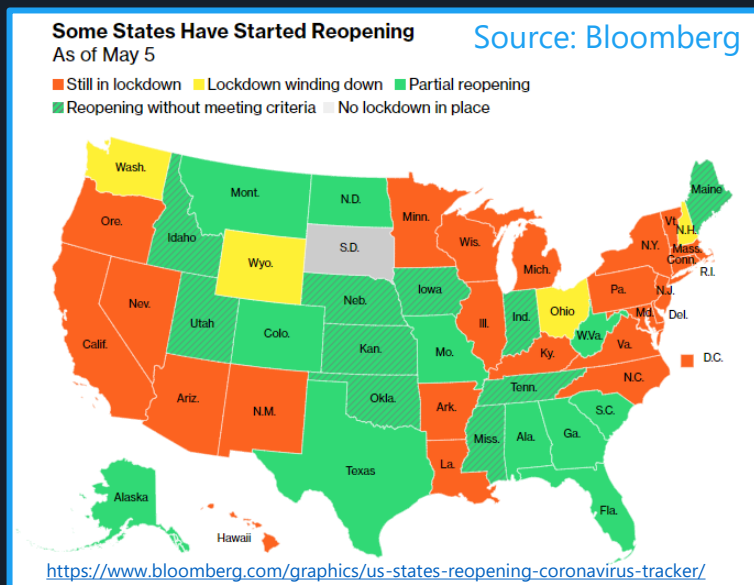 Some States Have Started Reopening
Source: Bloomberg
As of May 5
Still in lockdown Lockdown winding down Partial reopening
Reopening without meeting criteria No lockdown in place
Wash.
Mont.
N.D.
Minn.
Maine
Ore.
Idaho
Wyo.
S.D.
Wis.
Mich.
Vt.
N.H.
N.Y.
Mass.
Conn.
R.I.
Nev.
Utah
Colo.
Neb.
Iowa
Ill.
Ind.
Ohio
Pa.
N.J.
Md.
Del.
Calif.
Kan.
Mo.
Ky.
W.Va.
Va.
D.C.
Ariz.
N.M.
Okla.
Ark.
Tenn.
N.C.
S.C.
Texas
La.
Miss.
Ala.
Ga.
Fla.
Alaska
Hawaii
https://www.bloomberg.com/graphics/us-states-reopening-coronavirus-tracker/